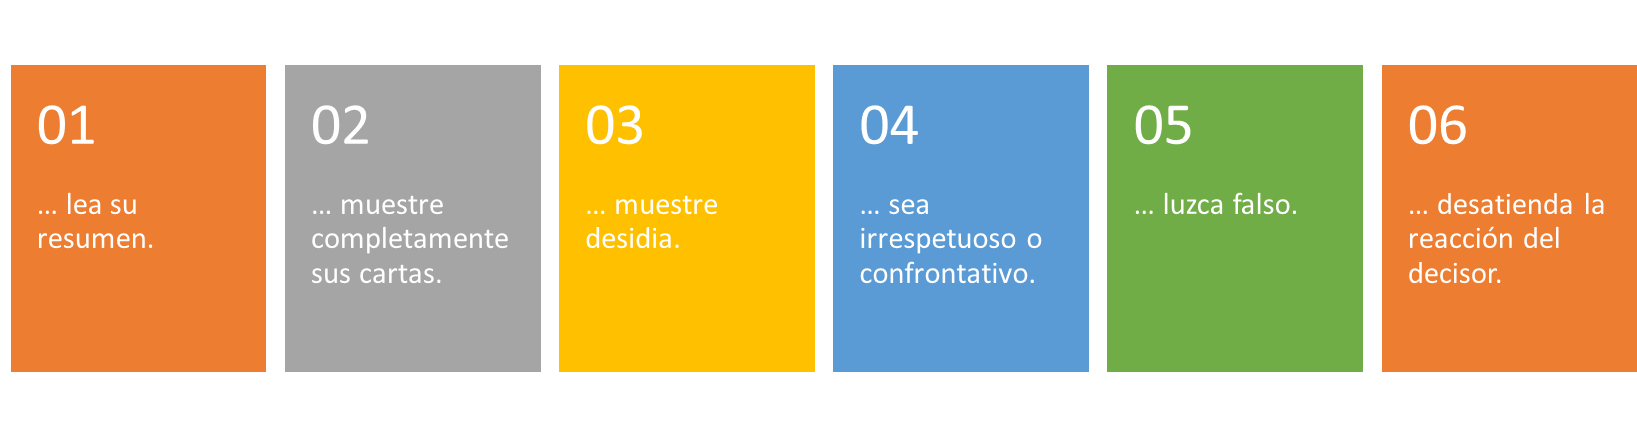 01
... lea su
resumen.
02
... muestre
completamente
sus cartas.
03
... muestre
desidia.
04
... sea
irrespetuoso o
confrontativo.
05
... luzca falso.
06
... desatienda la
reacción del
decisor.